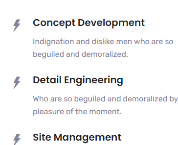 Concept Development
Indignation and dislike men who are so
beguiled and demoralized.
Detail Engineering
Who are so beguiled and demoralized by
pleasure of the moment.
Site Management